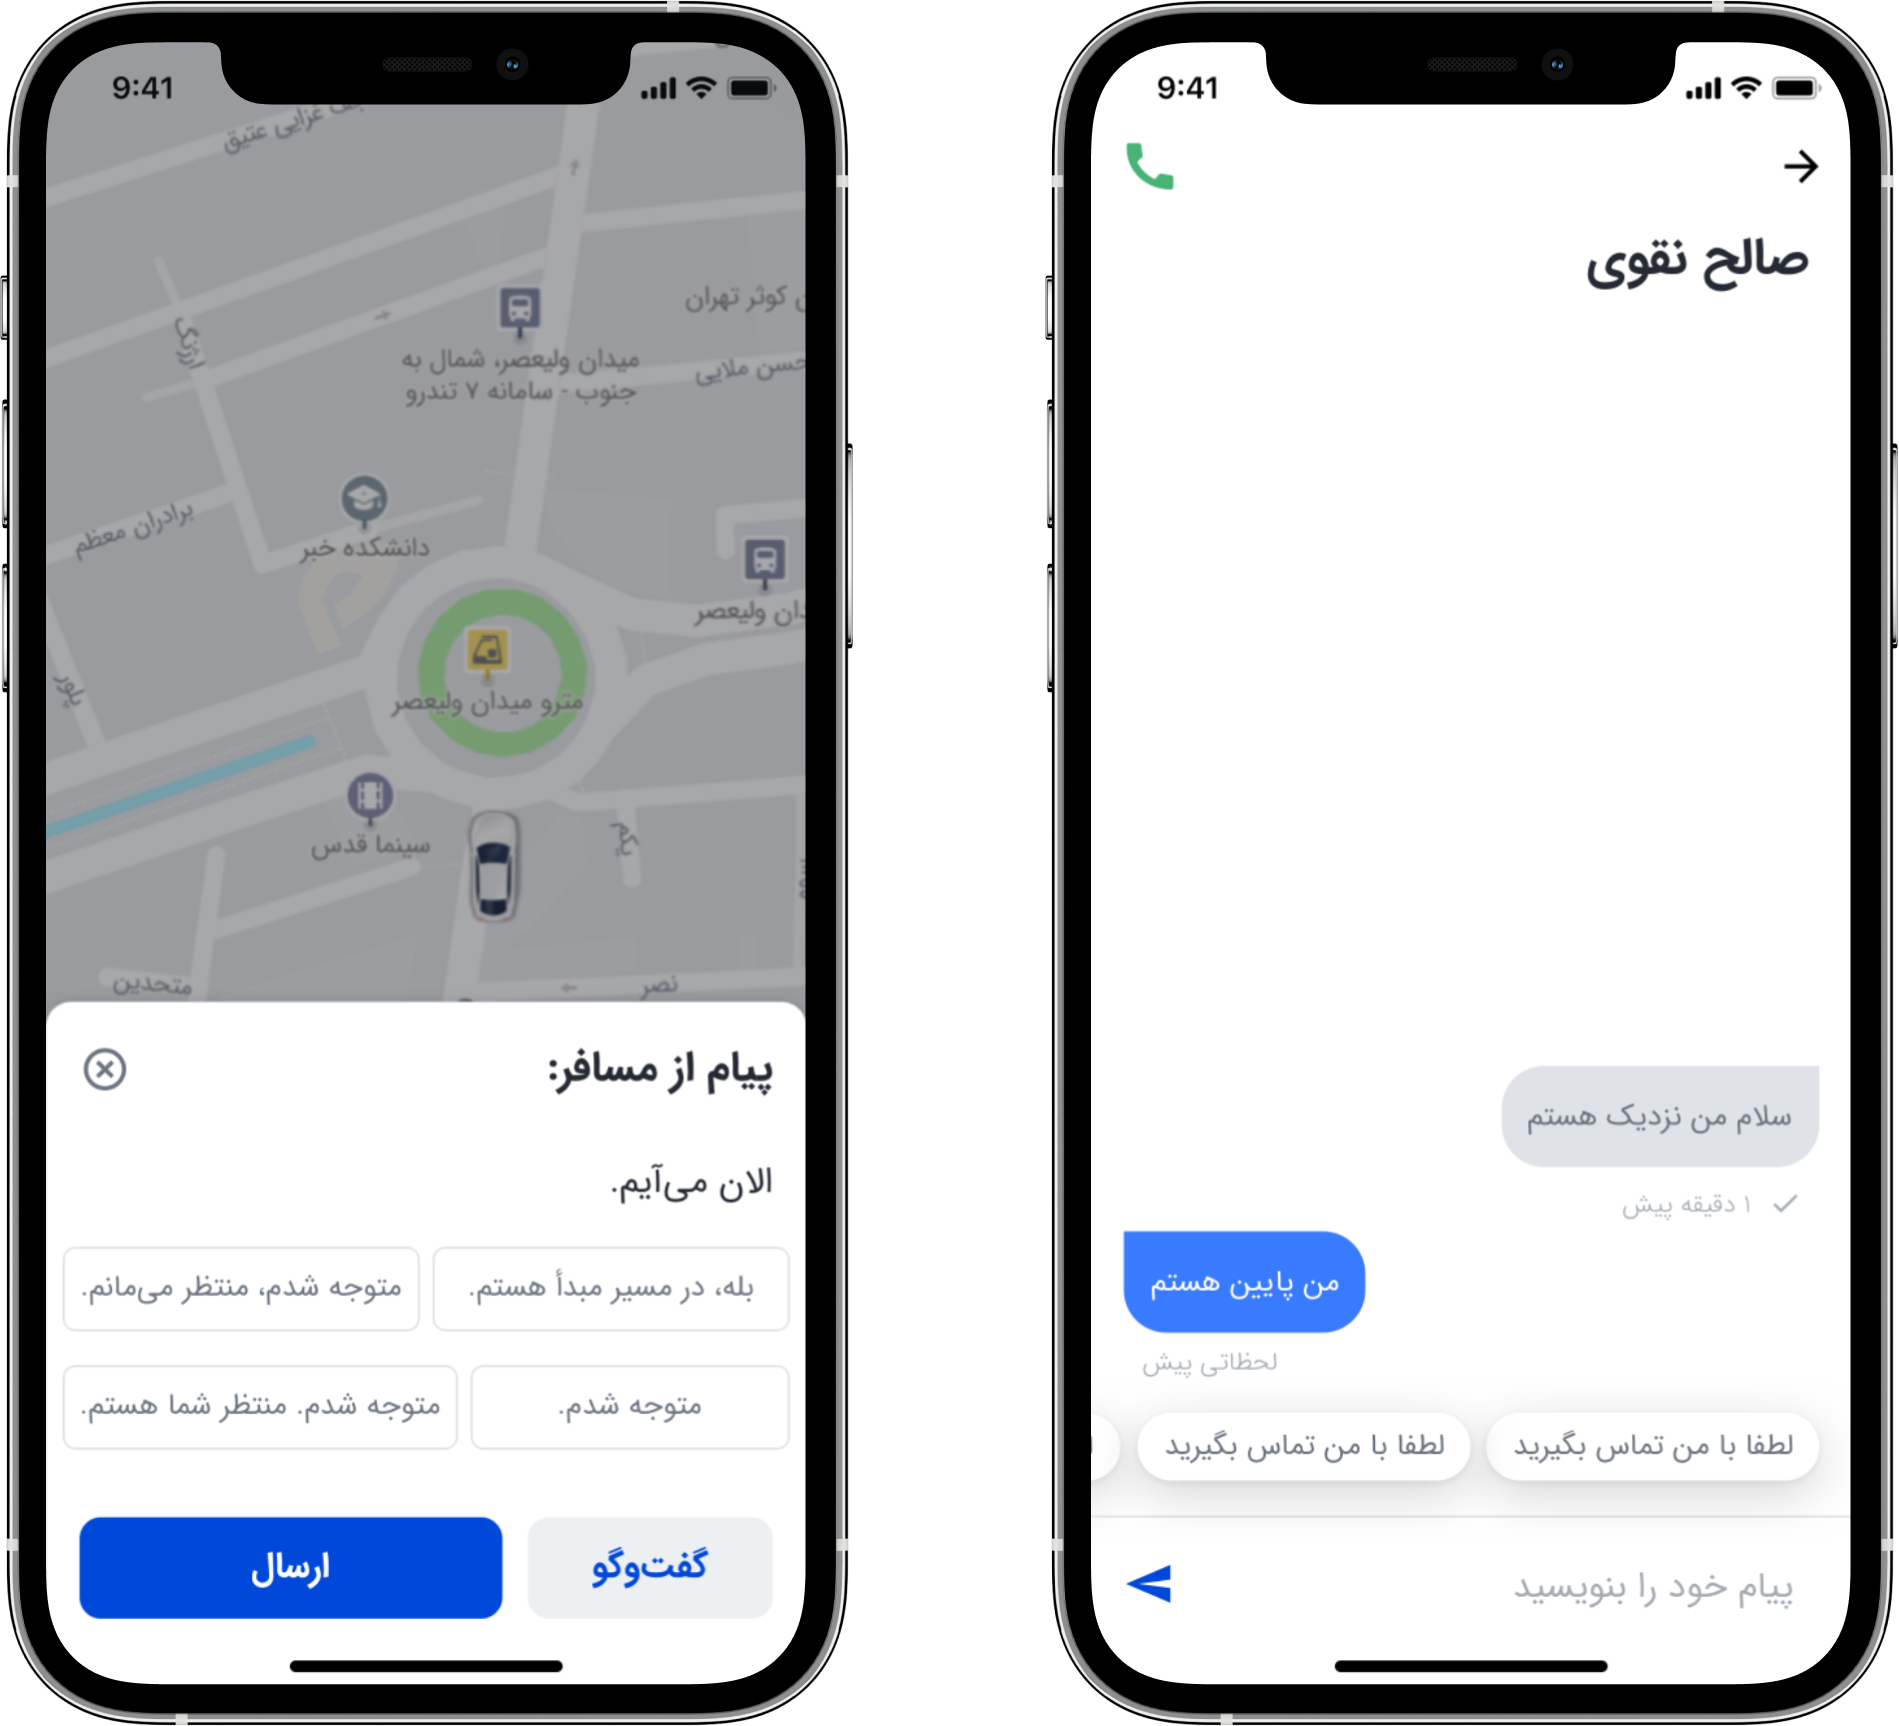 9:41
غزایی عتیق
کوثر تهران
ارژنگ
میدان ولیعصر، شمال به
جنوب - سامانه ۷ تندرو
حسن ملایی
برادران معظم
دانشکده خبر
ولیعصر
پلور
مترو میدان ولیعصر
سینما قدس
یکم
متحدین
نصر
پیام از مسافر:
الان می‌آیم.
بله، در مسیر مبدأ هستم.
متوجه شدم، منتظر می‌مانم.
متوجه شدم.
متوجه شدم. منتظر شما هستم.
گفت‌وگو
ارسال
9:41
صالح نقوی
سلام من نزدیک هستم
۱ دقیقه پیش
من پایین هستم
لحظاتی پیش
لطفا با من تماس بگیرید
لطفا با من تماس بگیرید
پیام خود را بنویسید